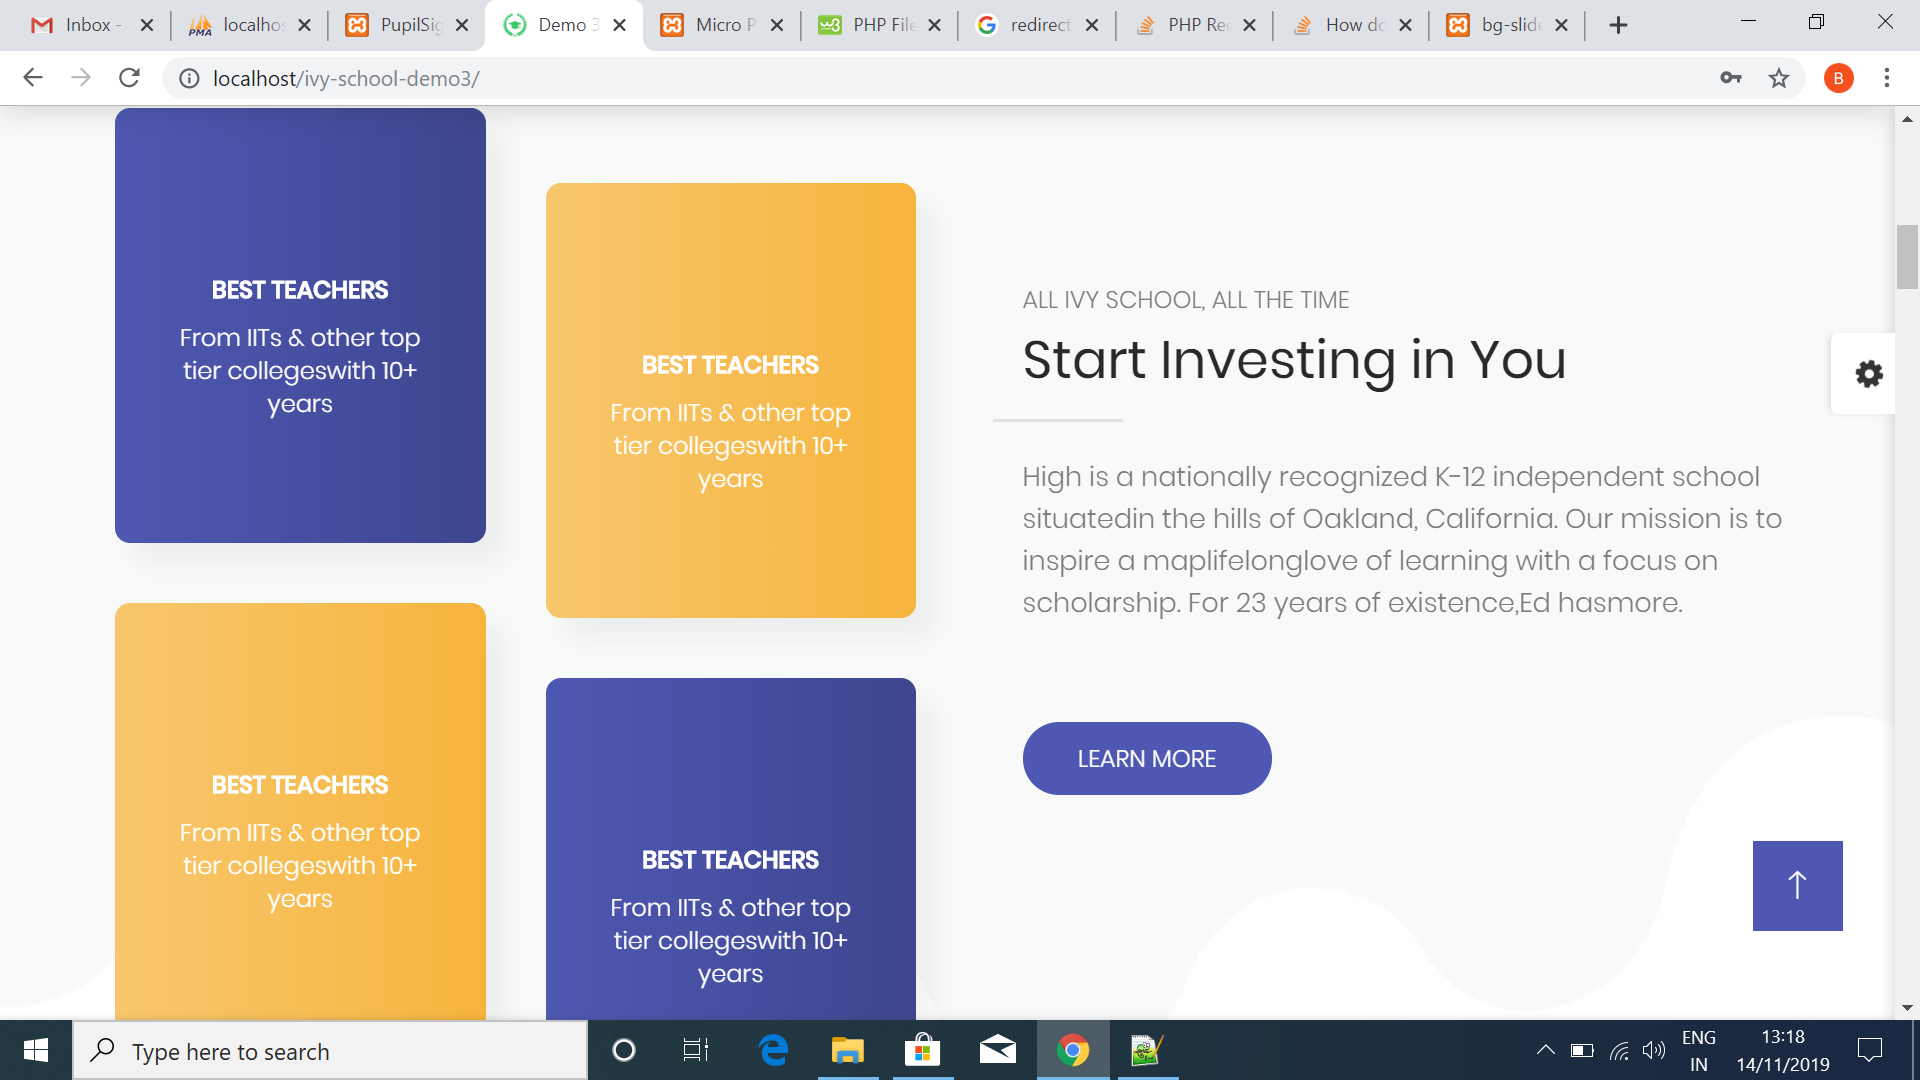 Inbox -
localhos
PupilSig
Demo 3
Micro P
PHP File
redirect
PHP Rec
How do
bg-slide
localhost/ivy-school-demo3/
B
BEST TEACHERS
From IITs & other top
tier collegeswith 10+
years
BEST TEACHERS
From IITs & other top
tier collegeswith 10+
years
BEST TEACHERS
From IITs & other top
tier collegeswith 10+
years
BEST TEACHERS
From IITs & other top
tier collegeswith 10+
years
ALL IVY SCHOOL, ALL THE TIME
Start Investing in You
High is a nationally recognized K-12 independent school
situatedin the hills of Oakland, California. Our mission is to
inspire a maplifelonglove of learning with a focus on
scholarship. For 23 years of existence,Ed hasmore.
LEARN MORE
Type here to search
ENG
IN
13:18
14/11/2019